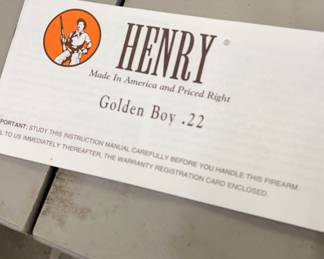 HENRY®
Made In America and Priced Right
Golden Boy .22
PORTANT: STUDY THIS INSTRUCTION MANUAL CAREFULLY BEFORE YOU HANDLE THIS FIREARM.
L TO US IMMEDIATELY THEREAFTER, THE WARRANTY REGISTRATION CARD ENCLOSED.